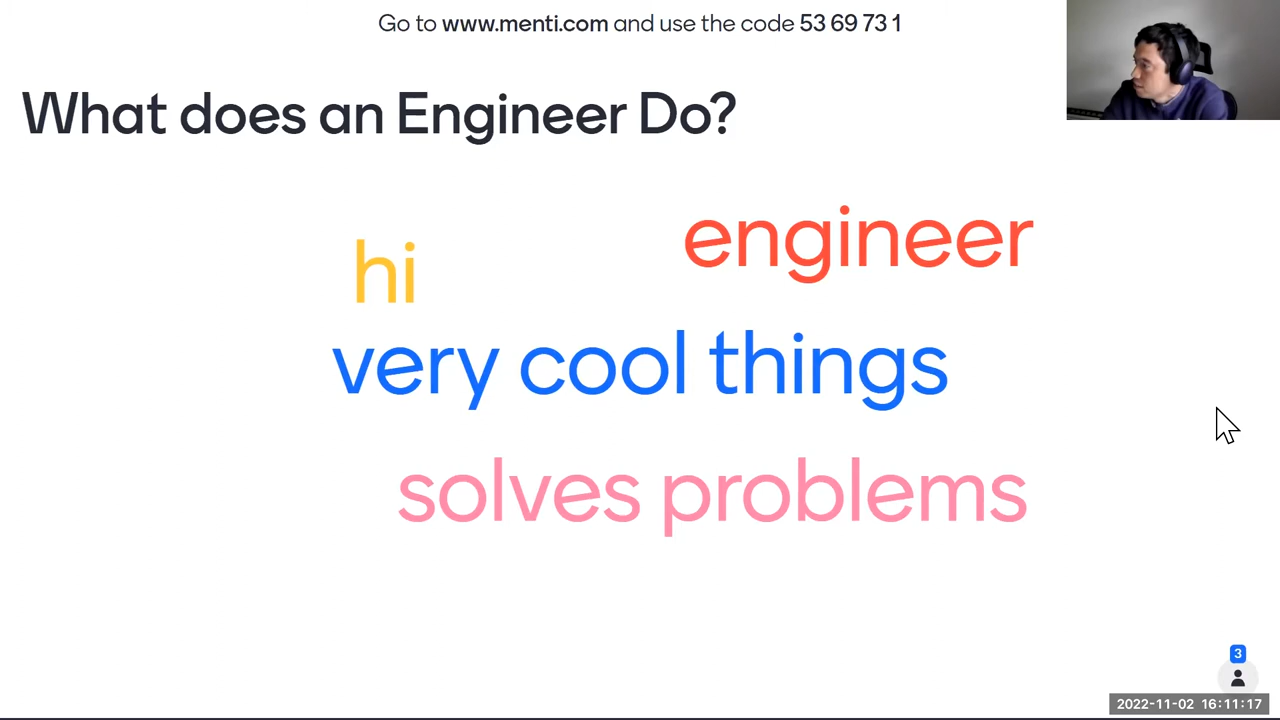 Go to www.menti.com and use the code 53 69 73 1
What does an Engineer Do?
engineer
hi
very cool things
solves problems
3
2022-11-02 16:11:17